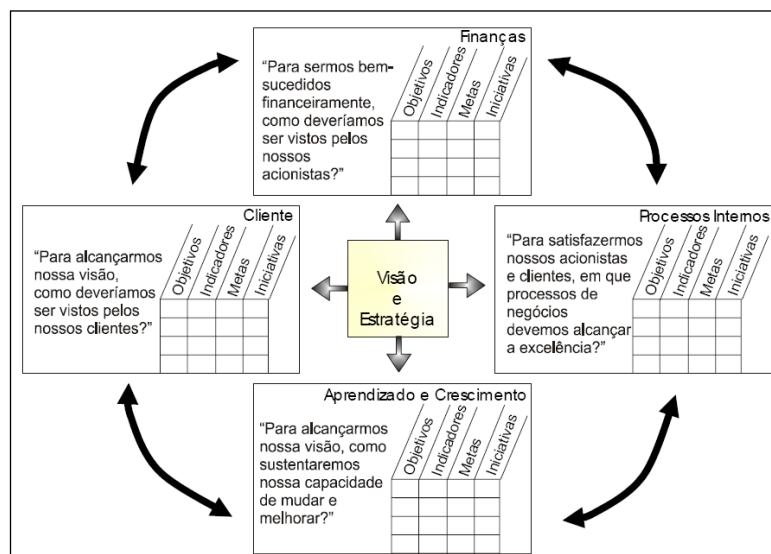 Finanças
“Para sermos bem-
sucedidos
financeiramente,
como deveríamos
ser vistos pelos
nossos
acionistas?”
Objetivos
Indicadores
Metas
Iniciativas
Cliente
“Para alcançarmos
nossa visão,
como deveríamos
ser vistos pelos
nossos clientes?”
Objetivos
Indicadores
Metas
Iniciativas
Visão
e
Estratégia
Processos Internos
“Para satisfazermos
nossos acionistas
e clientes, em que
processos de
negócios
devemos alcançar
a excelência?”
Objetivos
Indicadores
Metas
Iniciativas
Aprendizado e Crescimento
“Para alcançarmos
nossa visão, como
sustentaremos
nossa capacidade
de mudar e
melhorar?”
Objetivos
Indicadores
Metas
Iniciativas